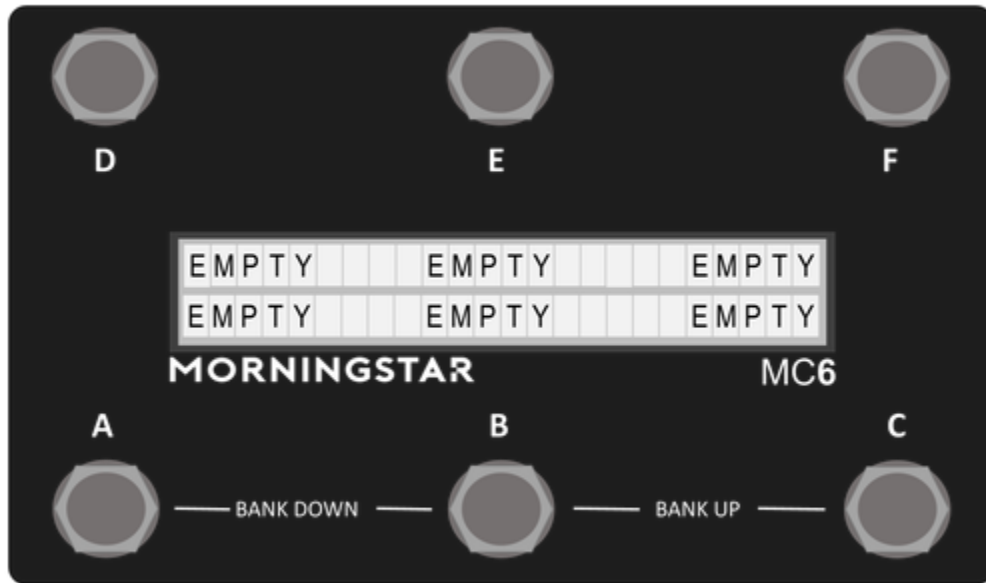 D E F
EMPTY EMPTY EMPTY
EMPTY EMPTY EMPTY
MORNINGSTAR MC6
A B C
BANK DOWN BANK UP